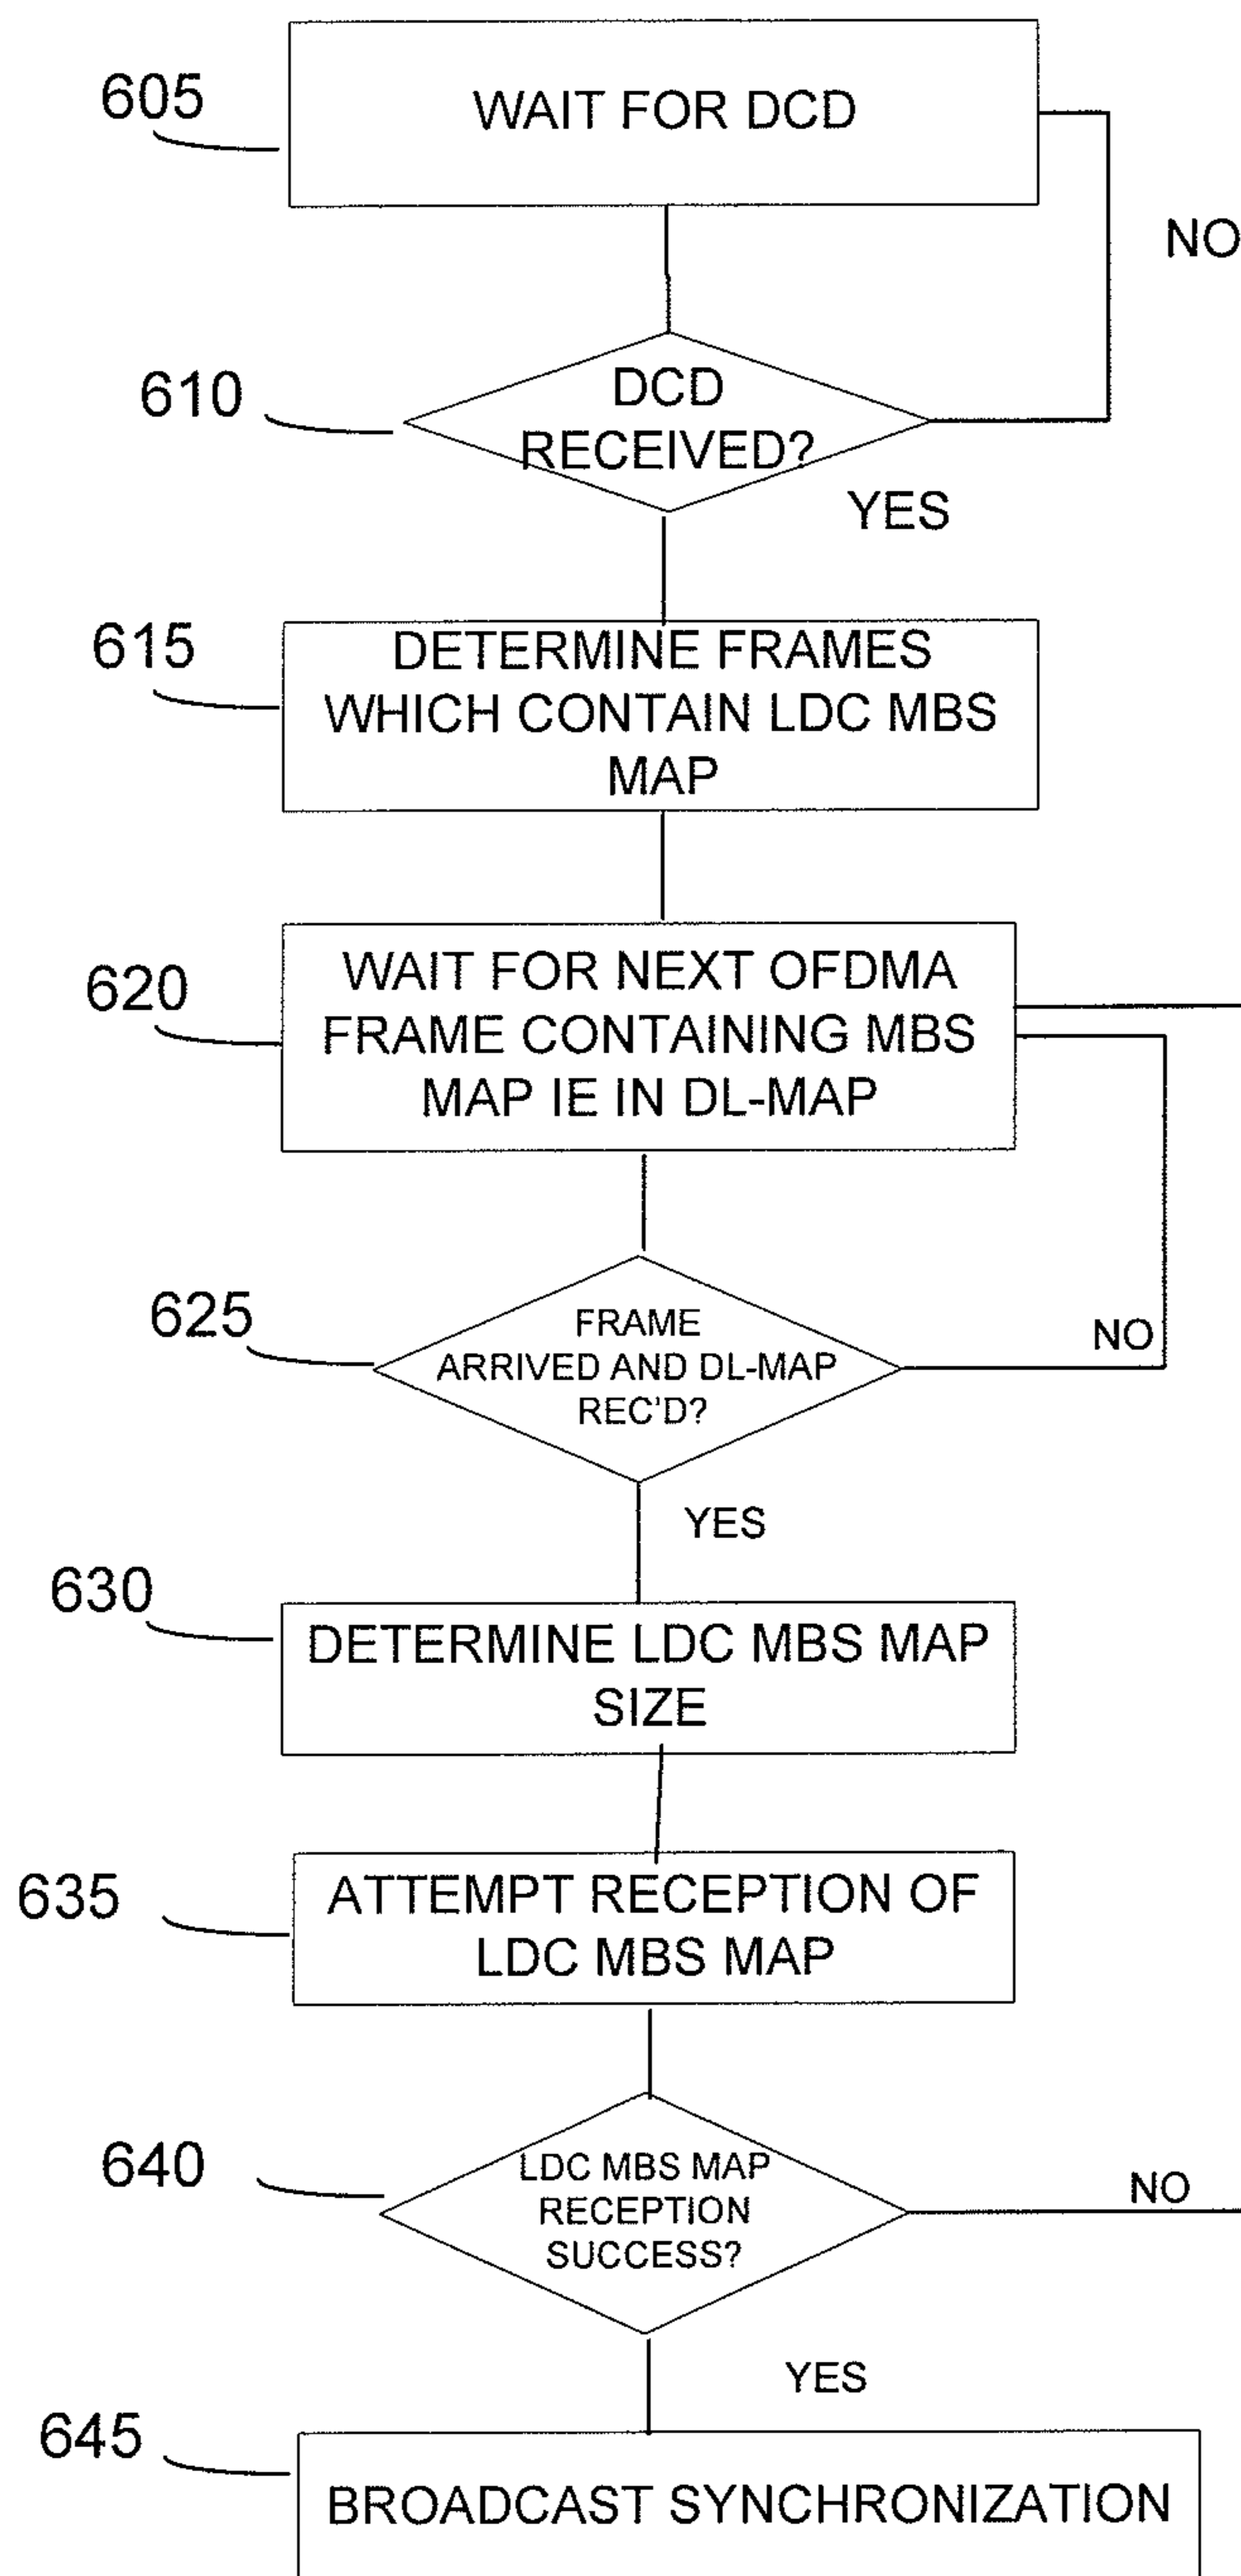 605
WAIT FOR DCD
NO
610
DCD
RECEIVED?
YES
615
DETERMINE FRAMES
WHICH CONTAIN LDC MBS
MAP
620
WAIT FOR NEXT OFDMA
FRAME CONTAINING MBS
MAP IE IN DL-MAP
625
FRAME
ARRIVED AND DL-MAP
REC'D?
NO
YES
630
DETERMINE LDC MBS MAP
SIZE
635
ATTEMPT RECEPTION OF
LDC MBS MAP
640
LDC MBS MAP
RECEPTION
SUCCESS?
NO
YES
645
BROADCAST SYNCHRONIZATION